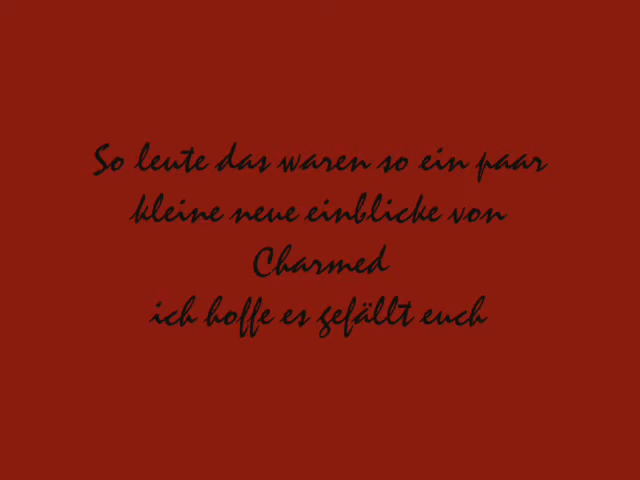 So leute das waren so ein paar
kleine neue einblicke von
Charmed
ich hoffe es gefällt euch